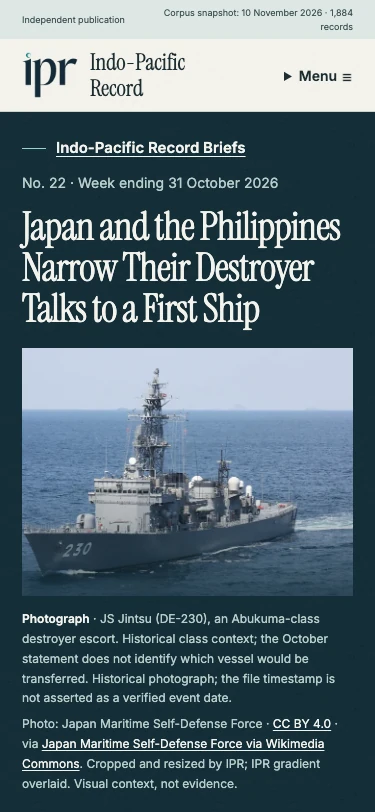 Independent publication
Corpus snapshot: 10 November 2026 · 1,884
records
ipr
Indo-Pacific
Record
▶ Menu ≡
Indo-Pacific Record Briefs
No. 22 · Week ending 31 October 2026
Japan and the Philippines
Narrow Their Destroyer
Talks to a First Ship
230
Photograph · JS Jintsu (DE-230), an Abukuma-class
destroyer escort. Historical class context; the October
statement does not identify which vessel would be
transferred. Historical photograph; the file timestamp is
not asserted as a verified event date.
Photo: Japan Maritime Self-Defense Force · CC BY 4.0 ·
via Japan Maritime Self-Defense Force via Wikimedia
Commons. Cropped and resized by IPR; IPR gradient
overlaid. Visual context, not evidence.